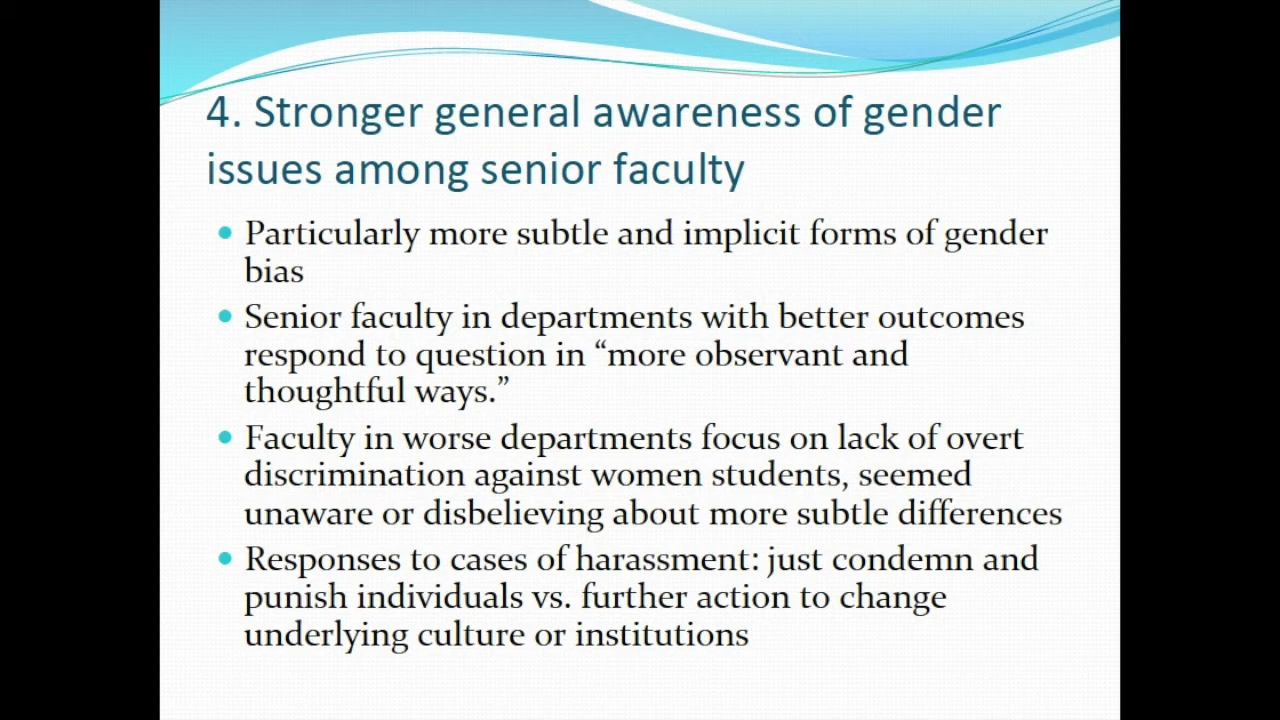 4. Stronger general awareness of gender
issues among senior faculty
• Particularly more subtle and implicit forms of gender
bias
• Senior faculty in departments with better outcomes
respond to question in “more observant and
thoughtful ways.”
• Faculty in worse departments focus on lack of overt
discrimination against women students, seemed
unaware or disbelieving about more subtle differences
• Responses to cases of harassment: just condemn and
punish individuals vs. further action to change
underlying culture or institutions